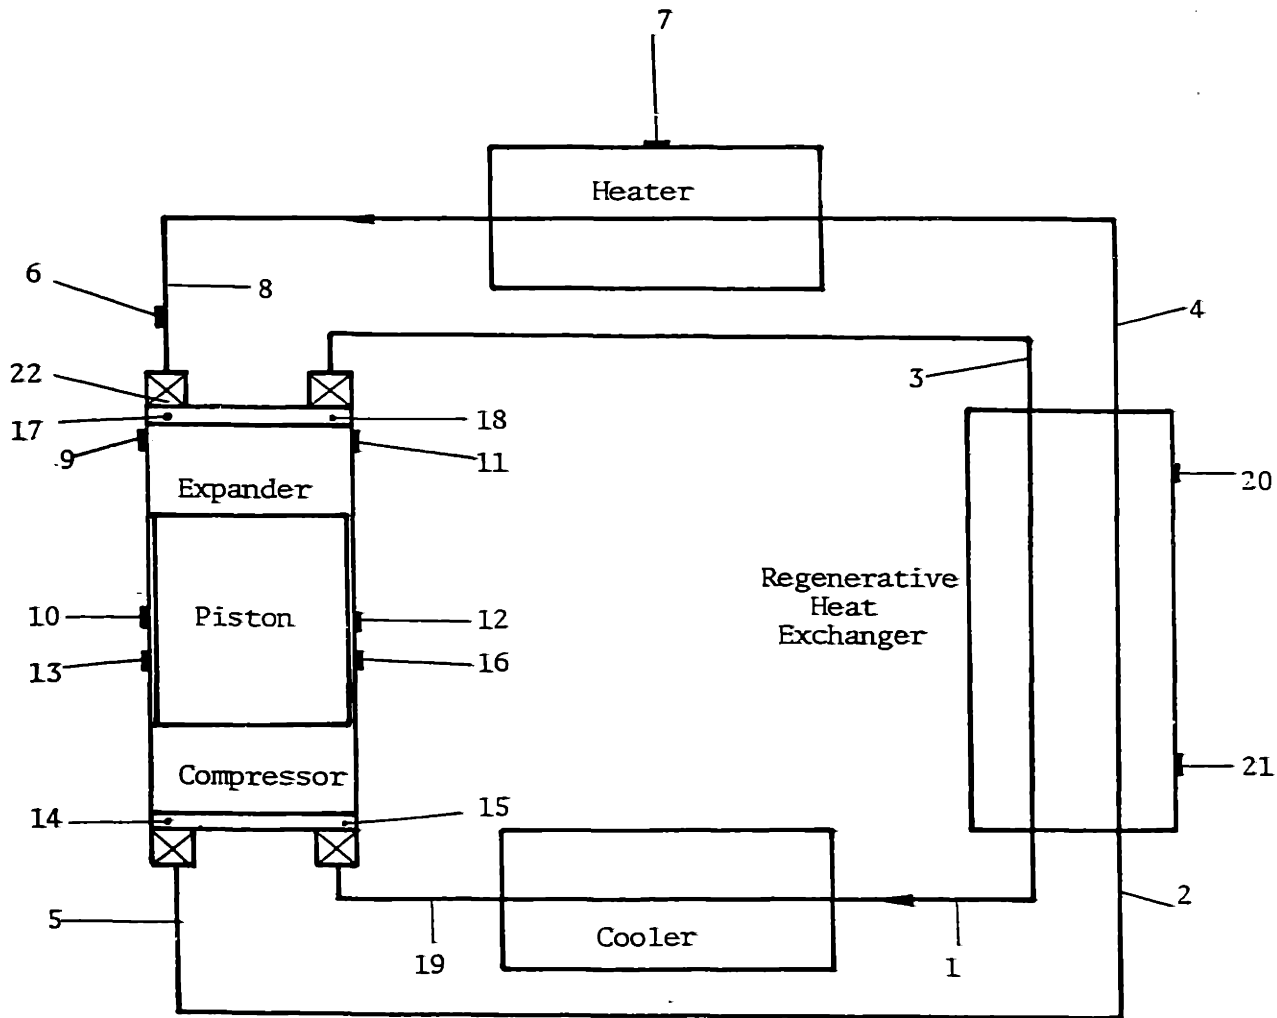 7
Heater
6
8
4
3
22
17
18
9
11
Expander
20
Regenerative
Heat
Exchanger
10
Piston
12
13
16
Compressor
21
14
15
5
19
Cooler
1
2